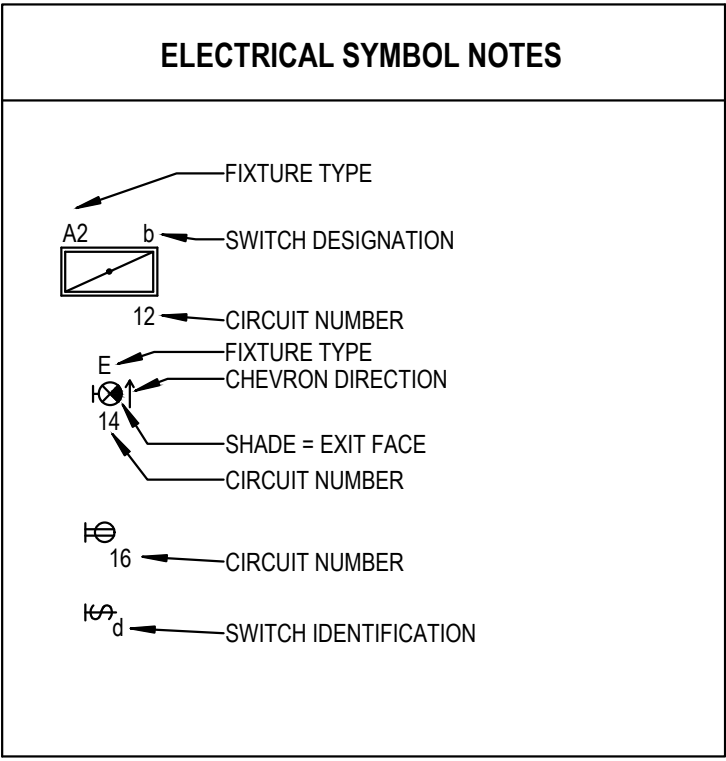 ELECTRICAL SYMBOL NOTES
FIXTURE TYPE
A2 b SWITCH DESIGNATION
12 CIRCUIT NUMBER
FIXTURE TYPE
E
CHEVRON DIRECTION
14
SHADE = EXIT FACE
CIRCUIT NUMBER
16 CIRCUIT NUMBER
d SWITCH IDENTIFICATION